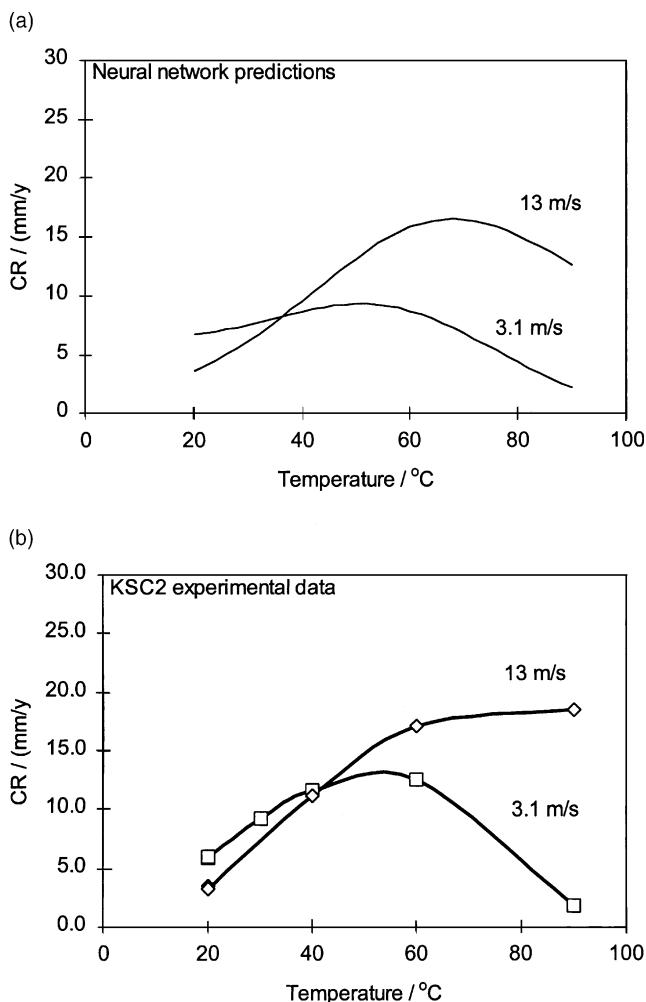 (a)
30
Neural network predictions
25
20
13 m/s
15
CR / (mm/y
10
3.1 m/s
5
0
0 20 40 60 80 100
Temperature / °C
(b)
30.0
KSC2 experimental data
25.0
13 m/s
20.0
15.0
CR / (mm/y
3.1 m/s
10.0
5.0
0.0
0 20 40 60 80 100
Temperature / °C